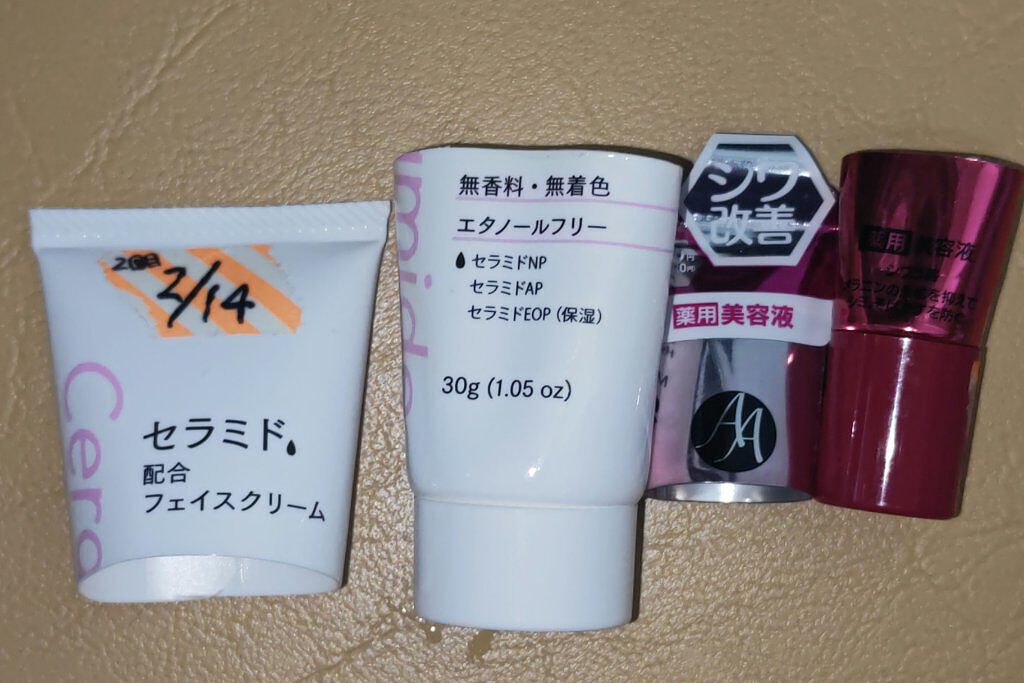 2/14
Cera
セラミド
配合
フェイスクリーム
mide
無香料・無着色
エタノールフリー
セラミドNP
セラミドAP
セラミドEOP（保湿）
30g (1.05 oz)
シワ
改善
薬用美容液
AA
薬用 美容液